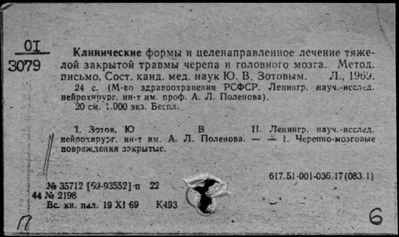 OI
3079
Клинические формы и целенаправленное лечение тяже-
лой закрытой травмы черепа и головного мозга. Метод.
письмо. Сост. канд. мед. наук Ю. В. Зотовым. Л., 1969.
24 с. (М-во здравоохранения РСФСР. Ленингр. науч.-исслед.
нейрохирург. ин-т им. проф. А. Л. Поленова).
20 см. 1.000 экз. Беспл.
I. Зотов, Ю В II. Ленингр. науч.-исслед.
нейрохирург. ин-т им. А. Л. Поленова. — — 1. Черепно-мозговые
повреждения закрытые.
617.51-001-036.17(083.1)
№ 35712 [69-93552] п 22
44 № 2198
Вс. кн. пал. 19 XI 69 К493
П
6